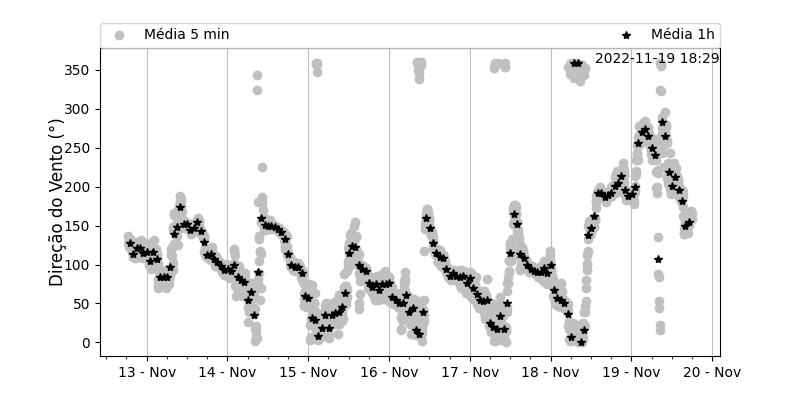 Média 5 min
Média 1h
2022-11-19 18:29
Direção do Vento (°)
350
300
250
200
150
100
50
0
13 - Nov
14 - Nov
15 - Nov
16 - Nov
17 - Nov
18 - Nov
19 - Nov
20 - Nov